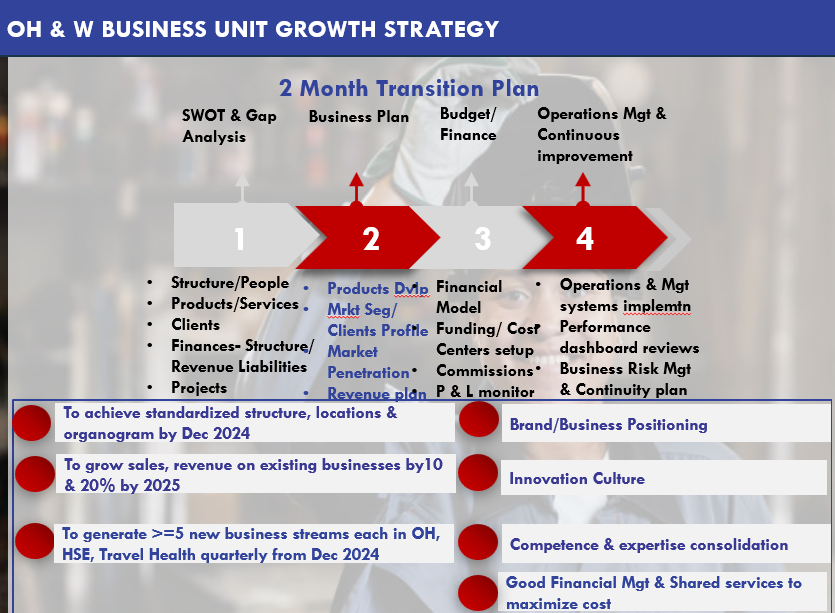 OH & W BUSINESS UNIT GROWTH STRATEGY
2 Month Transition Plan
SWOT & Gap
Analysis
Business Plan
Budget/
Finance
Operations Mgt &
Continuous
improvement
1
2
3
4
• Structure/People
• Products/Services
• Clients
• Finances- Structure/
Revenue Liabilities
• Projects
• Products Dvlp
• Mrkt Seg/
Clients Profile
• Market
Penetration
• Revenue plan
• Financial
Model
• Funding/ Cost
Centers setup
• Commissions
• P & L monitor
• Operations & Mgt
systems implemtn
• Performance
dashboard reviews
• Business Risk Mgt
& Continuity plan
To achieve standardized structure, locations &
organogram by Dec 2024
To grow sales, revenue on existing businesses by10
& 20% by 2025
To generate >=5 new business streams each in OH,
HSE, Travel Health quarterly from Dec 2024
Brand/Business Positioning
Innovation Culture
Competence & expertise consolidation
Good Financial Mgt & Shared services to
maximize cost